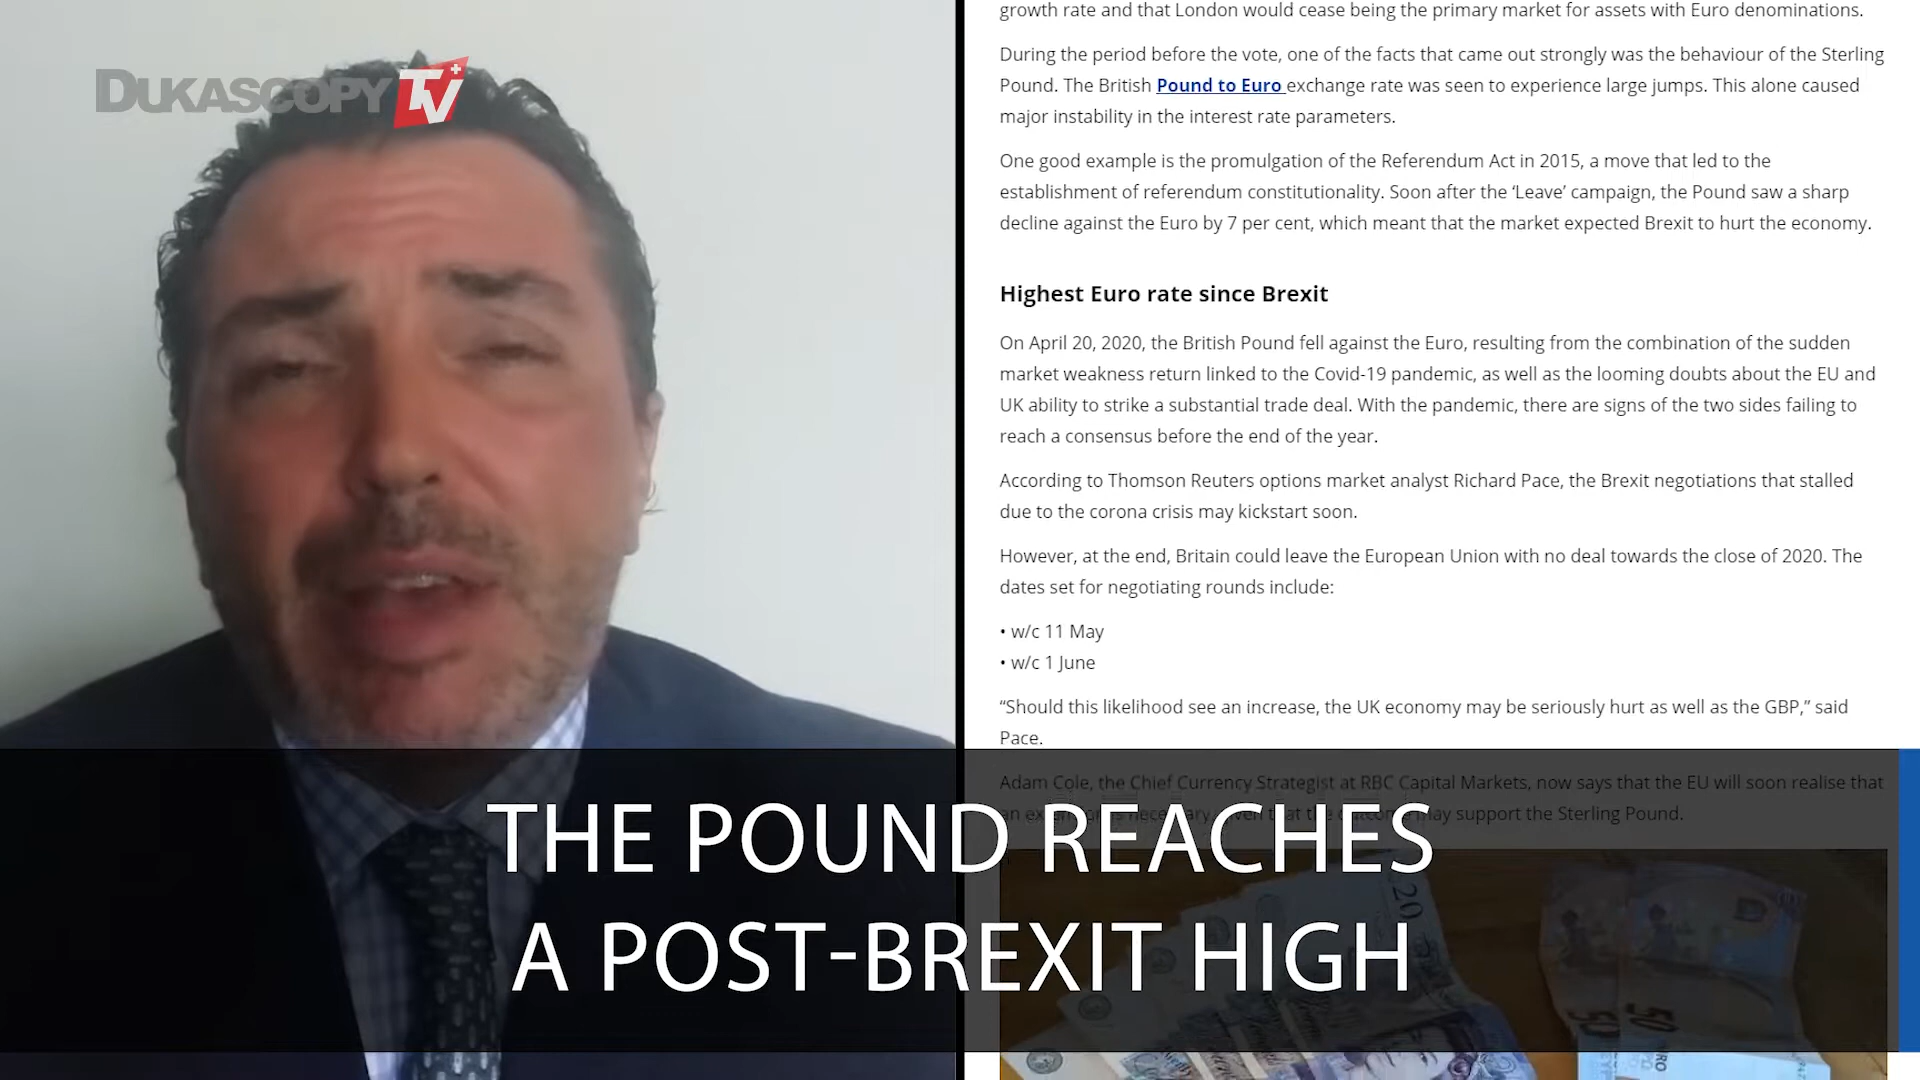 DUKASCOPY TV
growth rate and that London would cease being the primary market for assets with Euro denominations.
During the period before the vote, one of the facts that came out strongly was the behaviour of the Sterling
Pound. The British Pound to Euro exchange rate was seen to experience large jumps. This alone caused
major instability in the interest rate parameters.
One good example is the promulgation of the Referendum Act in 2015, a move that led to the
establishment of referendum constitutionality. Soon after the ‘Leave’ campaign, the Pound saw a sharp
decline against the Euro by 7 per cent, which meant that the market expected Brexit to hurt the economy.
Highest Euro rate since Brexit
On April 20, 2020, the British Pound fell against the Euro, resulting from the combination of the sudden
market weakness return linked to the Covid-19 pandemic, as well as the looming doubts about the EU and
UK ability to strike a substantial trade deal. With the pandemic, there are signs of the two sides failing to
reach a consensus before the end of the year.
According to Thomson Reuters options market analyst Richard Pace, the Brexit negotiations that stalled
due to the corona crisis may kickstart soon.
However, at the end, Britain could leave the European Union with no deal towards the close of 2020. The
dates set for negotiating rounds include:
• w/c 11 May
• w/c 1 June
“Should this likelihood see an increase, the UK economy may be seriously hurt as well as the GBP,” said
Pace.
Adam Cole, the Chief Currency Strategist at RBC Capital Markets, now says that the EU will soon realise that
may support the Sterling Pound.
THE POUND REACHES
A POST-BREXIT HIGH
20
50
50